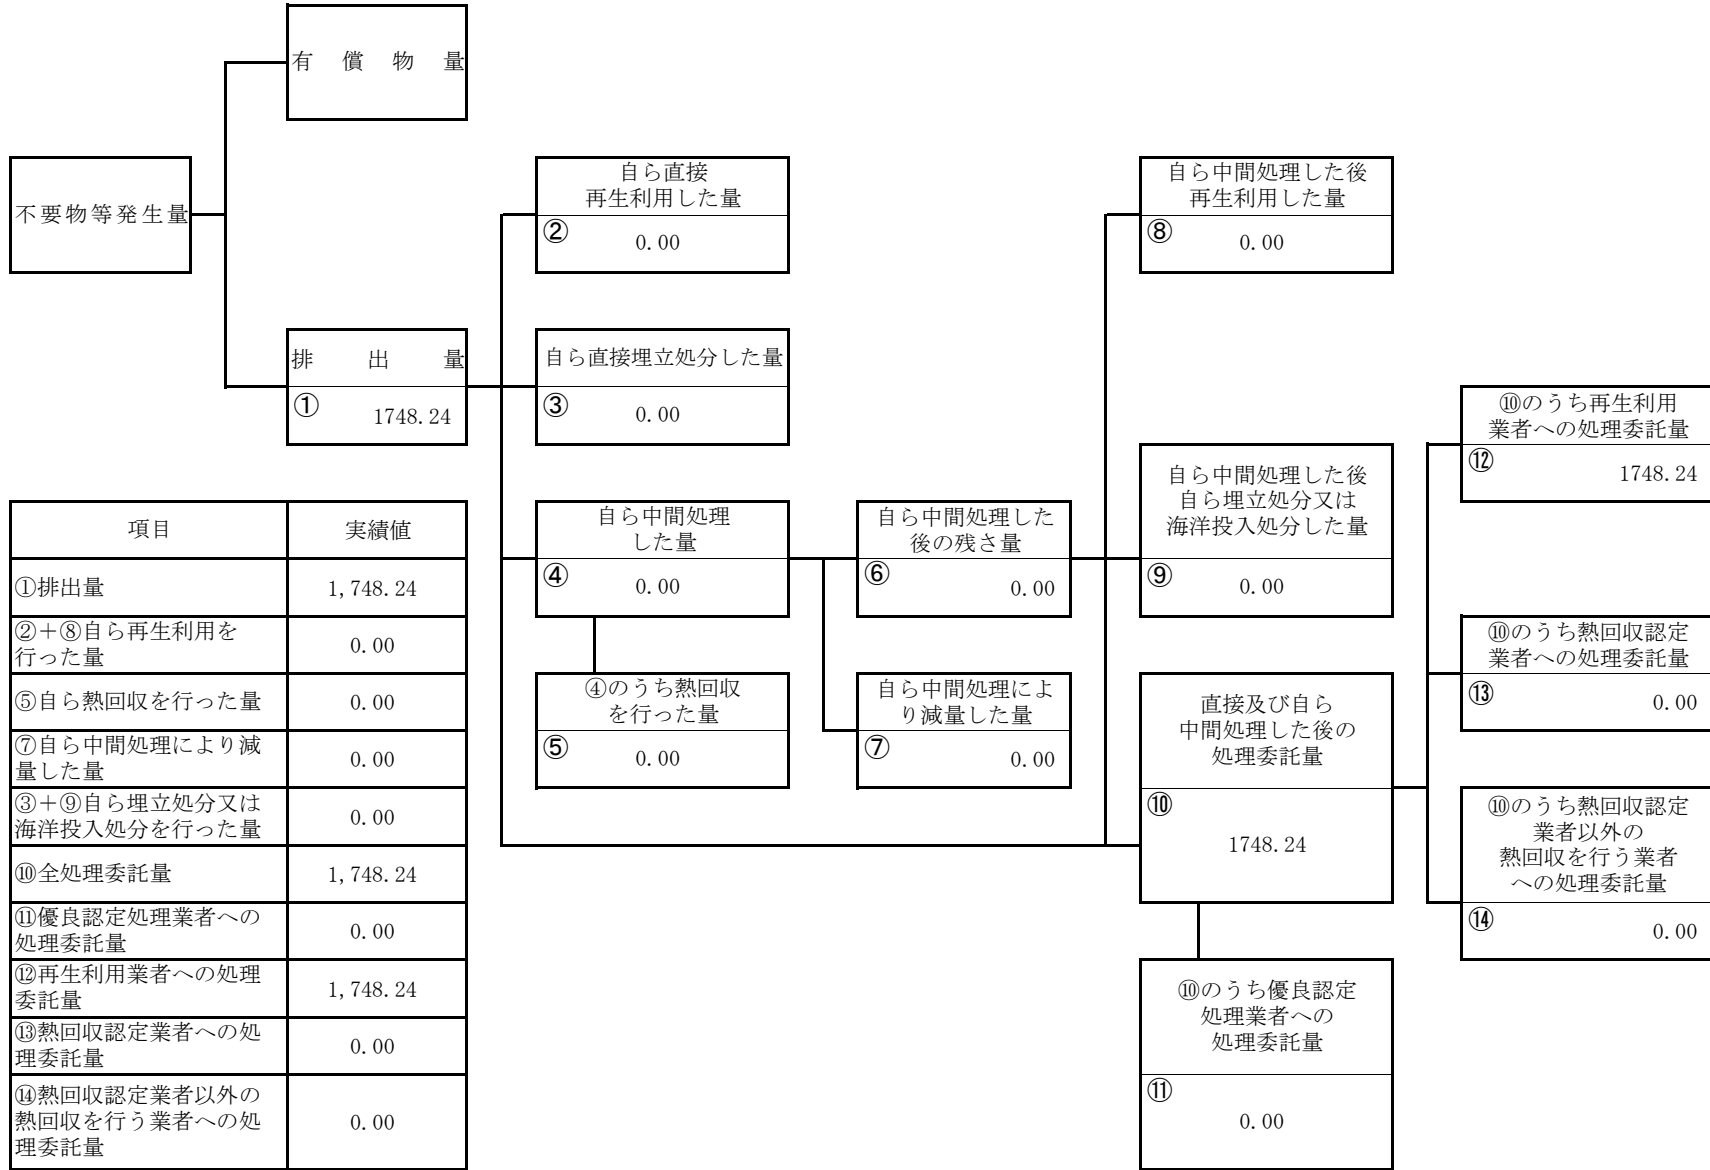 有償物量
不要物等発生量
排出量
① 1748.24
自ら直接
再生利用した量
② 0.00
自ら直接埋立処分した量
③ 0.00
自ら中間処理
した量
④ 0.00
④のうち熱回収
を行った量
⑤ 0.00
自ら中間処理した
後の残さ量
⑥ 0.00
自ら中間処理によ
り減量した量
⑦ 0.00
自ら中間処理した後
再生利用した量
⑧ 0.00
自ら中間処理した後
自ら埋立処分又は
海洋投入処分した量
⑨ 0.00
直接及び自ら
中間処理した後の
処理委託量
⑩
1748.24
⑩のうち優良認定
処理業者への
処理委託量
⑪
0.00
⑩のうち再生利用
業者への処理委託量
⑫ 1748.24
⑩のうち熱回収認定
業者への処理委託量
⑬ 0.00
⑩のうち熱回収認定
業者以外の
熱回収を行う業者
への処理委託量
⑭ 0.00
項目 実績値
①排出量 1,748.24
②＋⑧自ら再生利用を
行った量 0.00
⑤自ら熱回収を行った量 0.00
⑦自ら中間処理により減
量した量 0.00
③＋⑨自ら埋立処分又は
海洋投入処分を行った量 0.00
⑩全処理委託量 1,748.24
⑪優良認定処理業者への
処理委託量 0.00
⑫再生利用業者への処理
委託量 1,748.24
⑬熱回収認定業者への処
理委託量 0.00
⑭熱回収認定業者以外の
熱回収を行う業者への処
理委託量 0.00